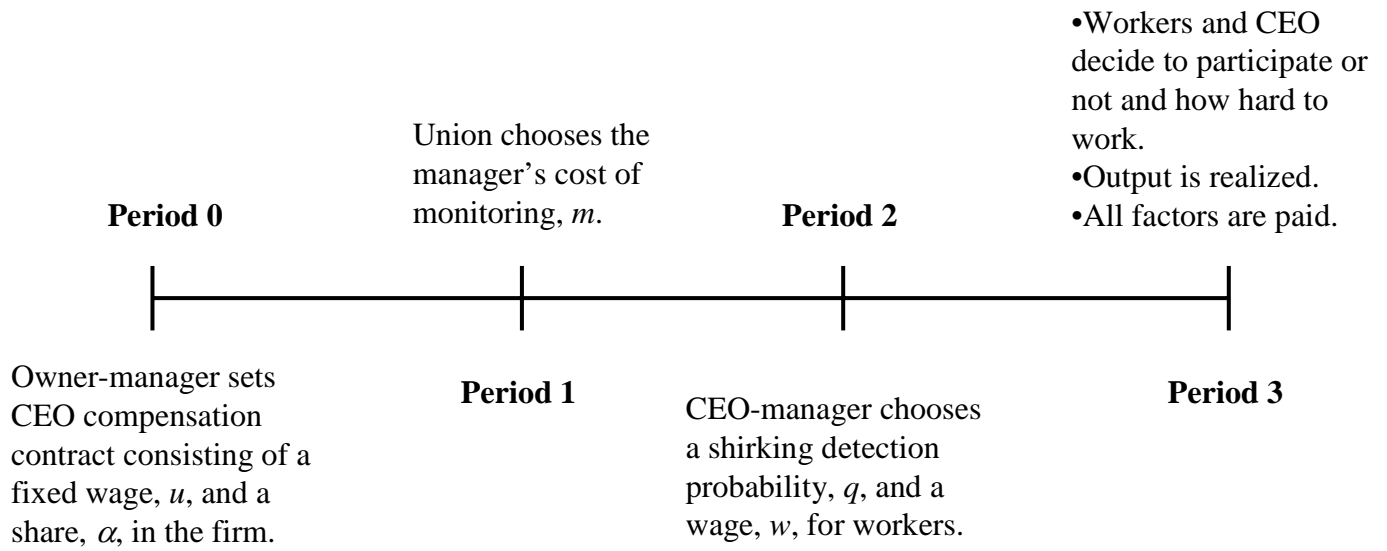 Period 0
Owner-manager sets
CEO compensation
contract consisting of a
fixed wage, u, and a
share, α, in the firm.
Union chooses the
manager’s cost of
monitoring, m.
Period 1
Period 2
CEO-manager chooses
a shirking detection
probability, q, and a
wage, w, for workers.
•Workers and CEO
decide to participate or
not and how hard to
work.
•Output is realized.
•All factors are paid.
Period 3